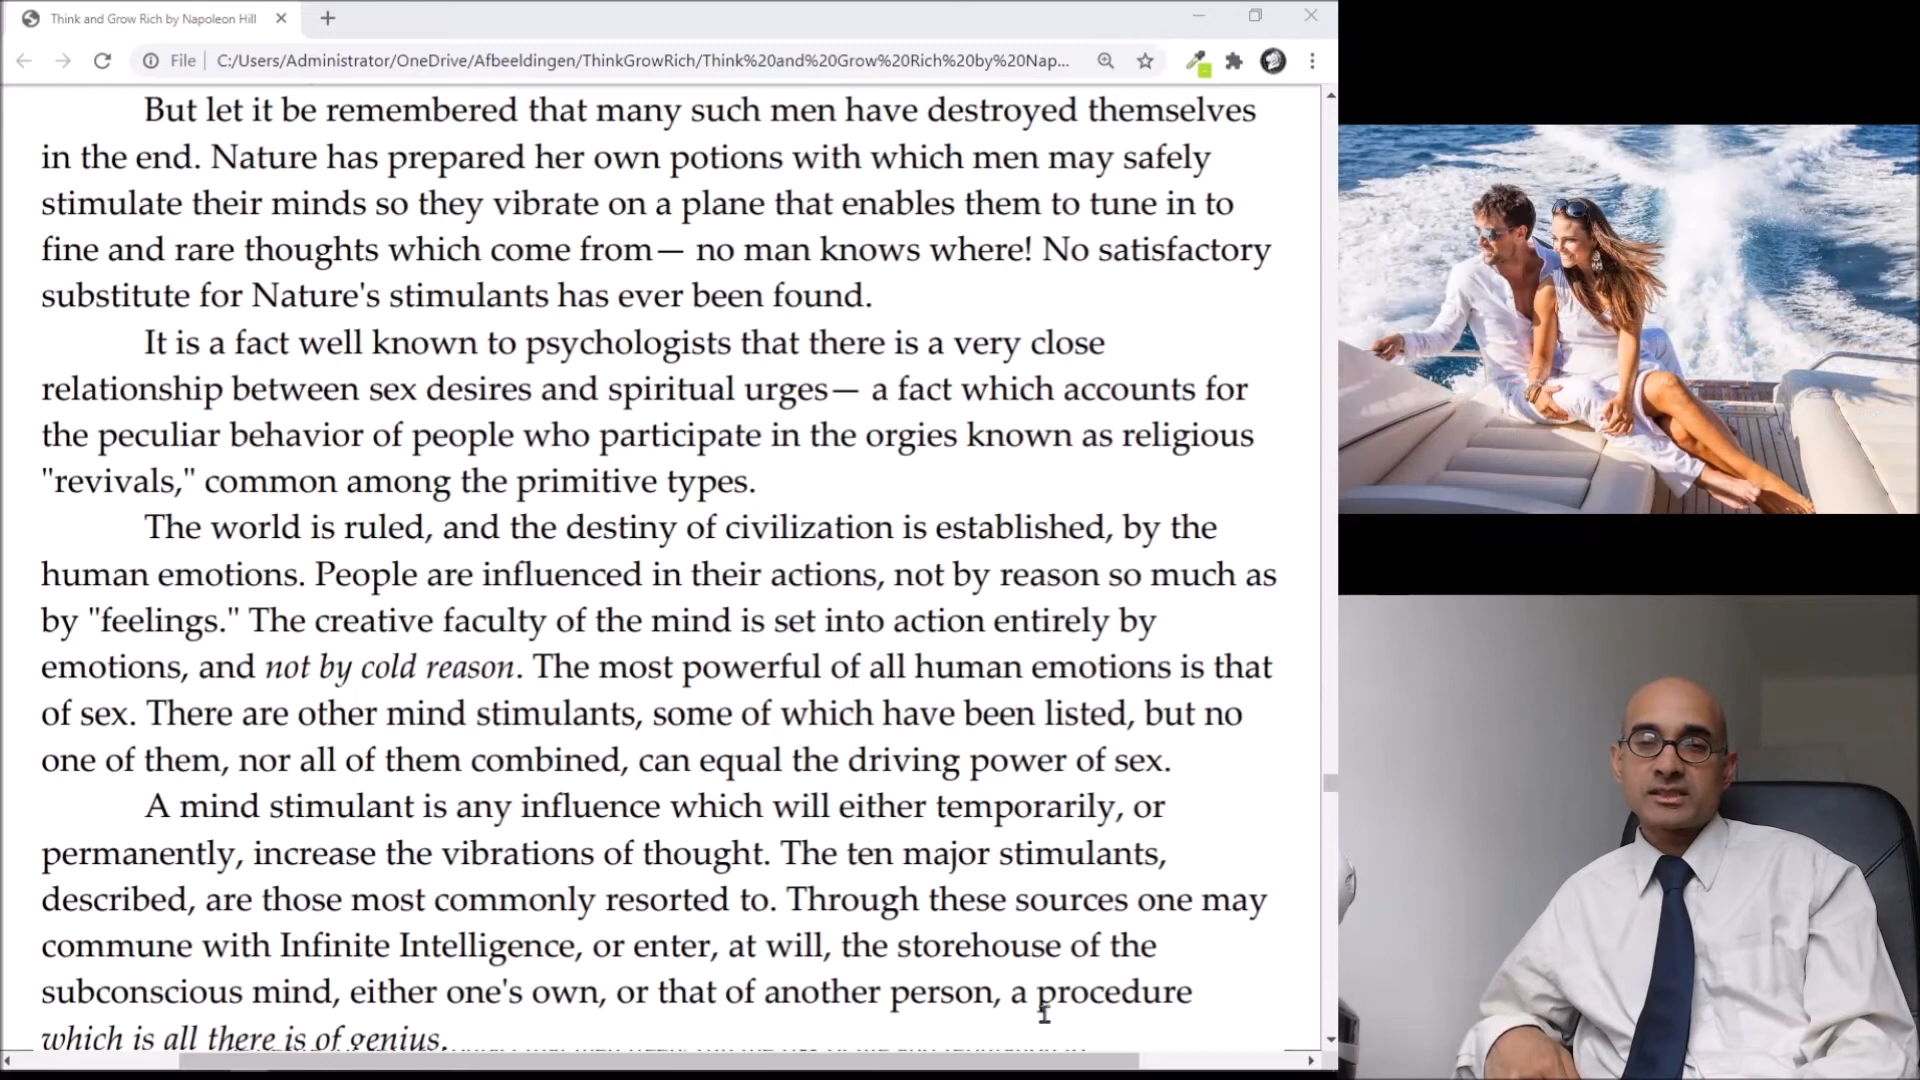 Think and Grow Rich by Napoleon Hill
File
C:/Users/Administrator/OneDrive/Afbeeldingen/ThinkGrowRich/Think%20and%20Grow%20Rich%20by%20Nap...
But let it be remembered that many such men have destroyed themselves
in the end. Nature has prepared her own potions with which men may safely
stimulate their minds so they vibrate on a plane that enables them to tune in to
fine and rare thoughts which come from— no man knows where! No satisfactory
substitute for Nature's stimulants has ever been found.
It is a fact well known to psychologists that there is a very close
relationship between sex desires and spiritual urges— a fact which accounts for
the peculiar behavior of people who participate in the orgies known as religious
"revivals," common among the primitive types.
The world is ruled, and the destiny of civilization is established, by the
human emotions. People are influenced in their actions, not by reason so much as
by "feelings." The creative faculty of the mind is set into action entirely by
emotions, and not by cold reason. The most powerful of all human emotions is that
of sex. There are other mind stimulants, some of which have been listed, but no
one of them, nor all of them combined, can equal the driving power of sex.
A mind stimulant is any influence which will either temporarily, or
permanently, increase the vibrations of thought. The ten major stimulants,
described, are those most commonly resorted to. Through these sources one may
commune with Infinite Intelligence, or enter, at will, the storehouse of the
subconscious mind, either one's own, or that of another person, a procedure
which is all there is of genius.